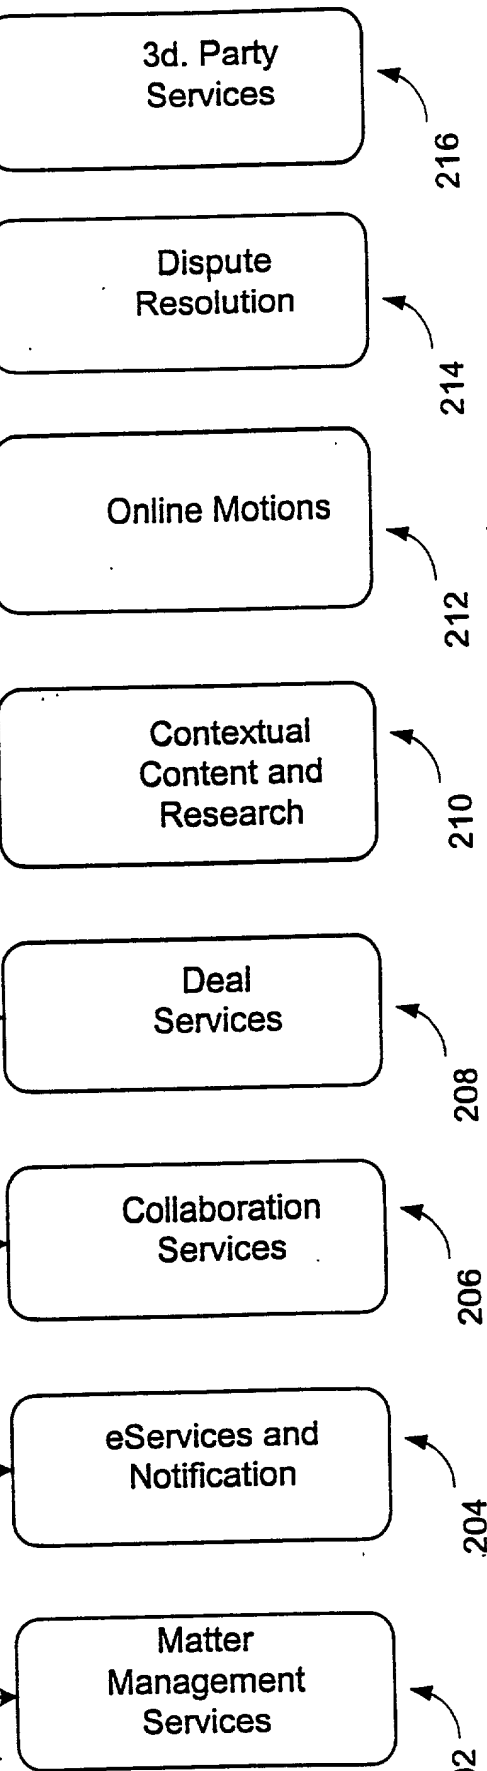 3d. Party
Services
216
Dispute
Resolution
214
Online Motions
212
Contextual
Content and
Research
210
Deal
Services
208
Collaboration
Services
206
eServices and
Notification
204
Matter
Management
Services